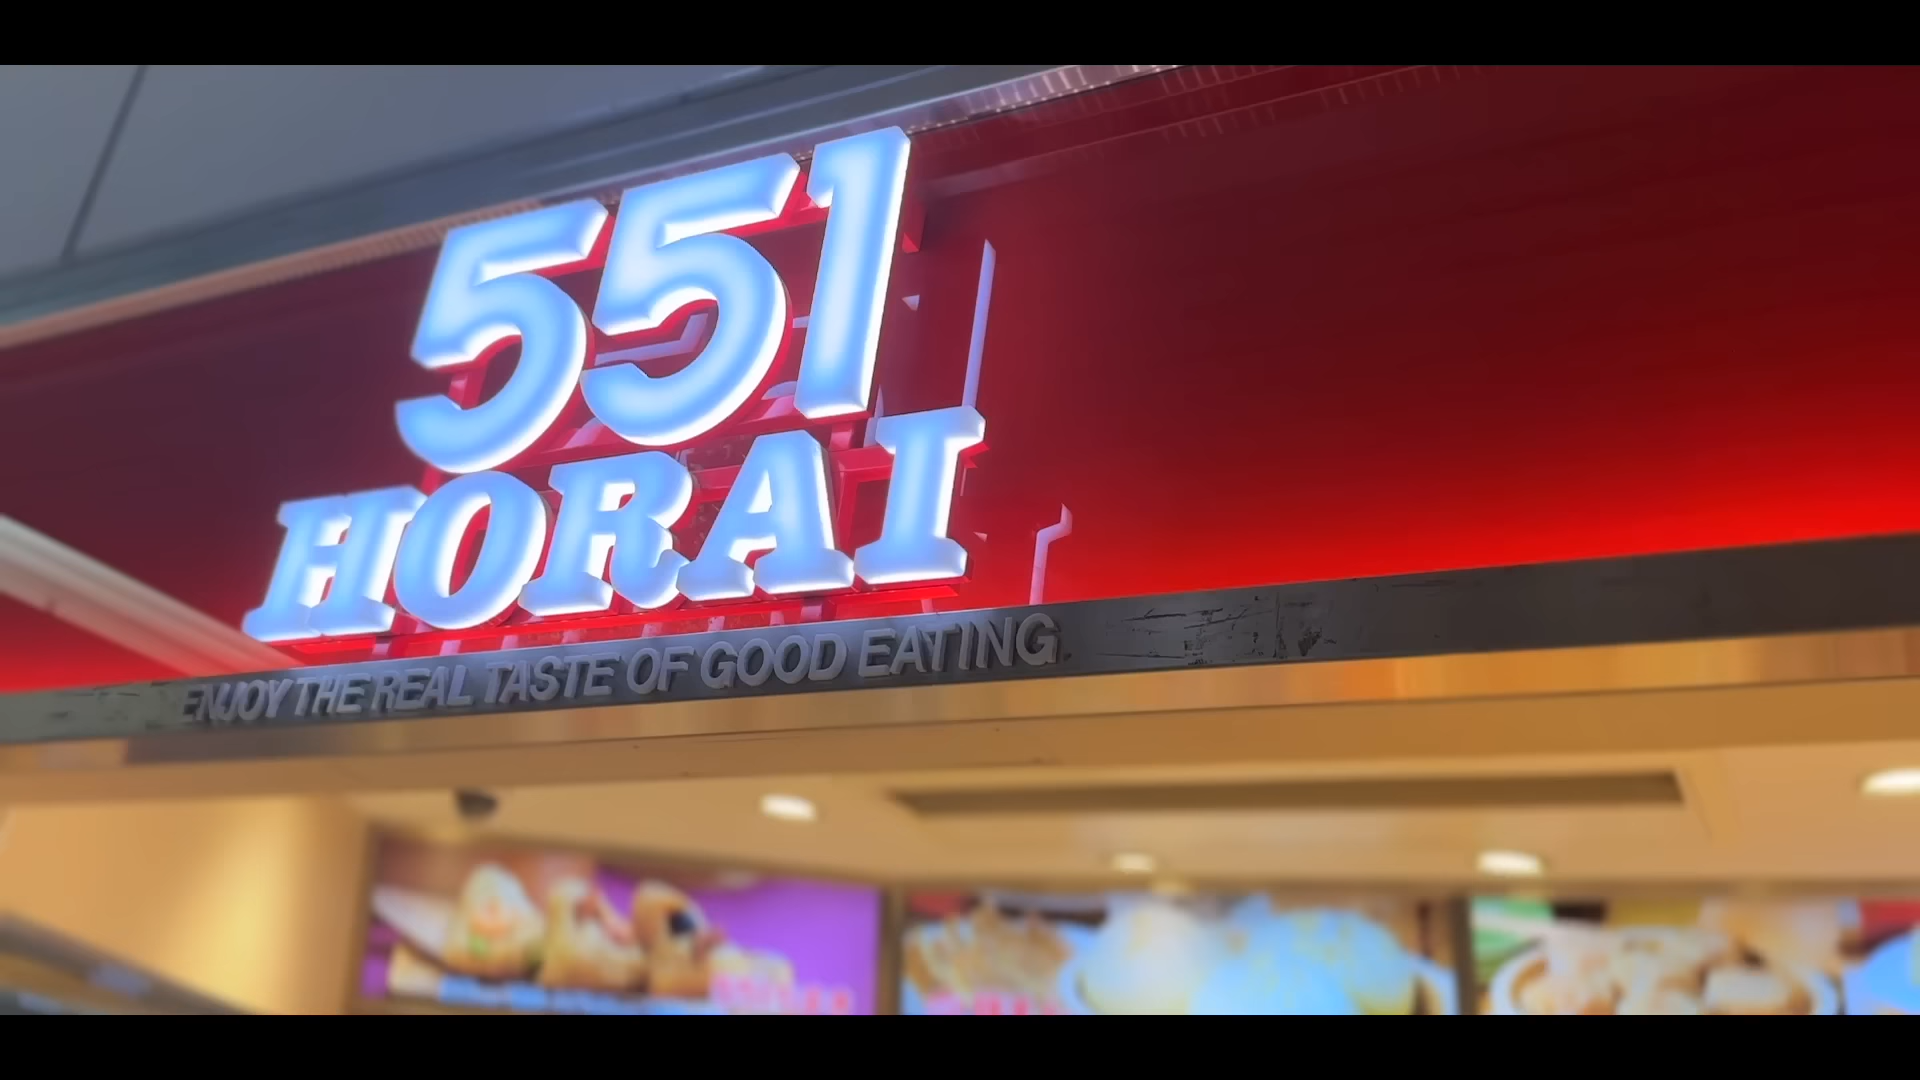 551
HORAI
ENJOY THE REAL TASTE OF GOOD EATING